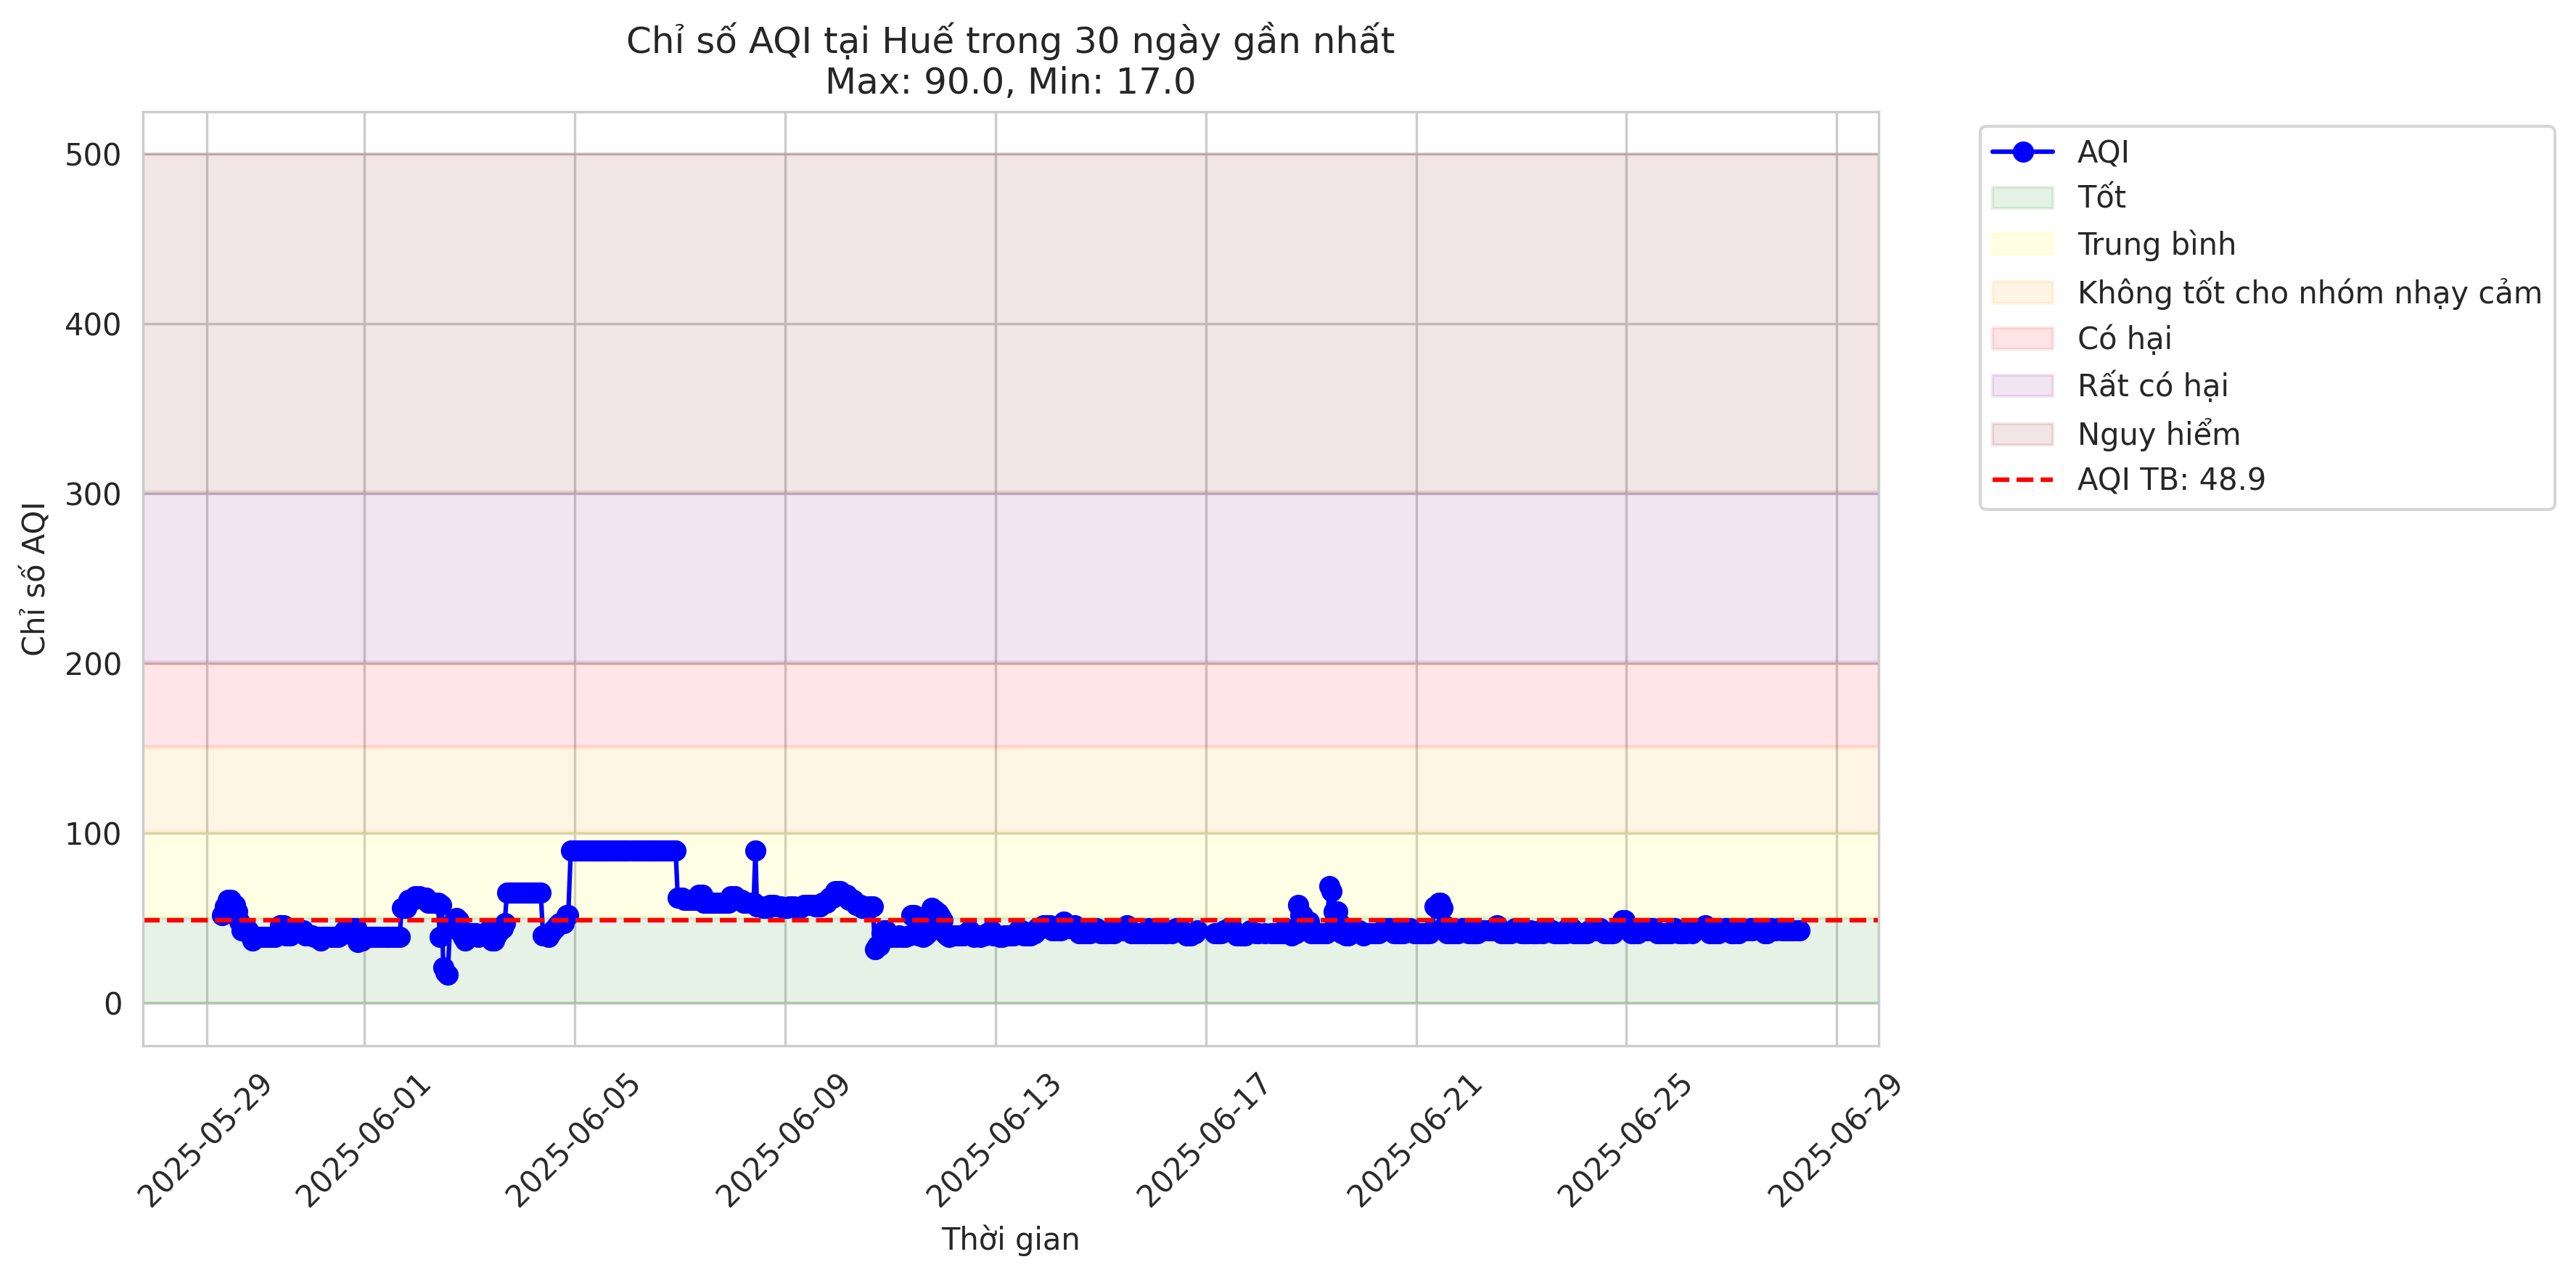 Chỉ số AQI tại Huế trong 30 ngày gần nhất
Max: 90.0, Min: 17.0
Chỉ số AQI
500
400
300
200
100
0
2025-05-29
2025-06-01
2025-06-05
2025-06-09
2025-06-13
2025-06-17
2025-06-21
2025-06-25
2025-06-29
Thời gian
AQI
Tốt
Trung bình
Không tốt cho nhóm nhạy cảm
Có hại
Rất có hại
Nguy hiểm
AQI TB: 48.9